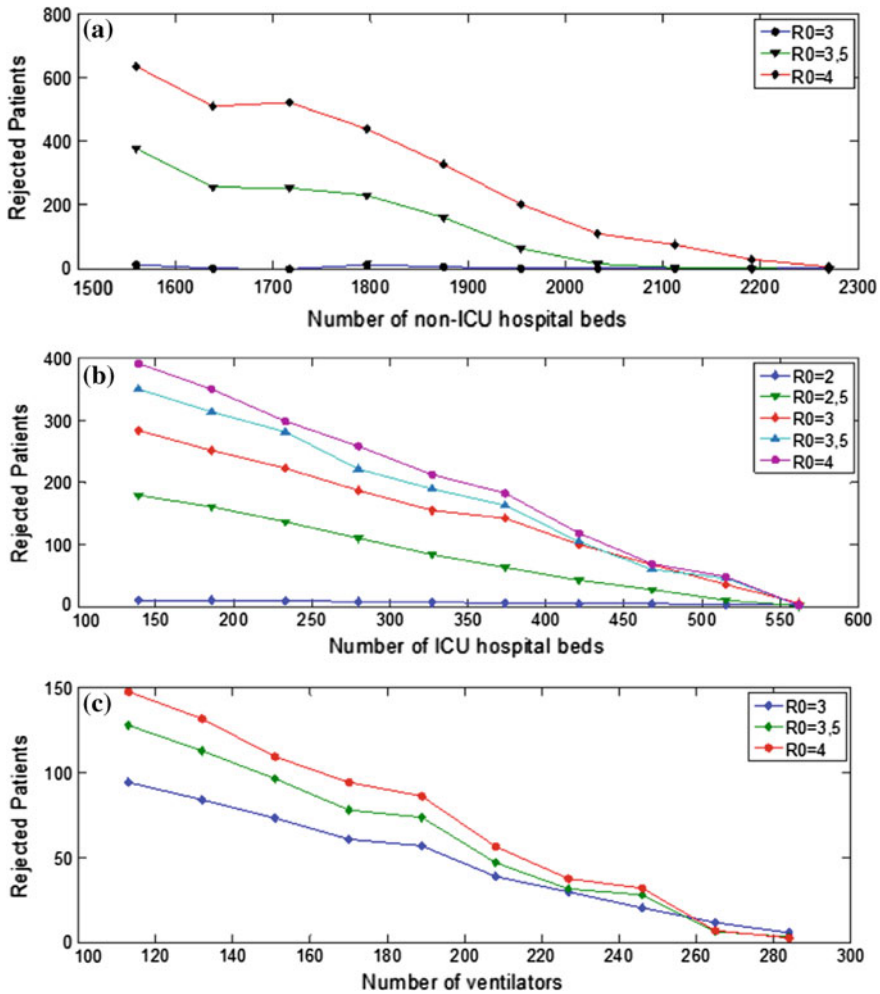 (a)
R0=3
R0=3,5
R0=4
800
600
400
200
0
Rejected Patients
1500 1600 1700 1800 1900 2000 2100 2200 2300
Number of non-ICU hospital beds
(b)
R0=2
R0=2,5
R0=3
R0=3,5
R0=4
400
300
200
100
0
Rejected Patients
100 150 200 250 300 350 400 450 500 550 600
Number of ICU hospital beds
(c)
R0=3
R0=3,5
R0=4
150
100
50
0
Rejected Patients
100 120 140 160 180 200 220 240 260 280 300
Number of ventilators